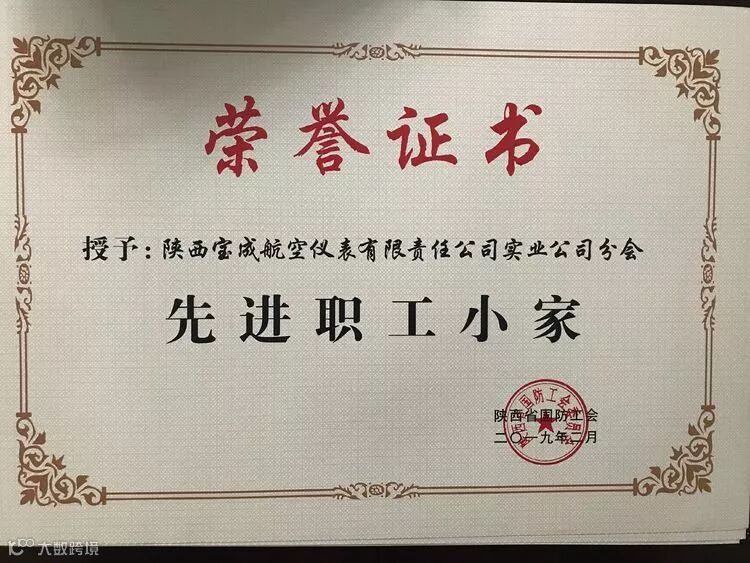 荣誉证书
授予：陕西宝成航空仪表有限责任公司实业公司分会
先进职工小家
陕西省国防工会
二〇一九年二月
大数跨境